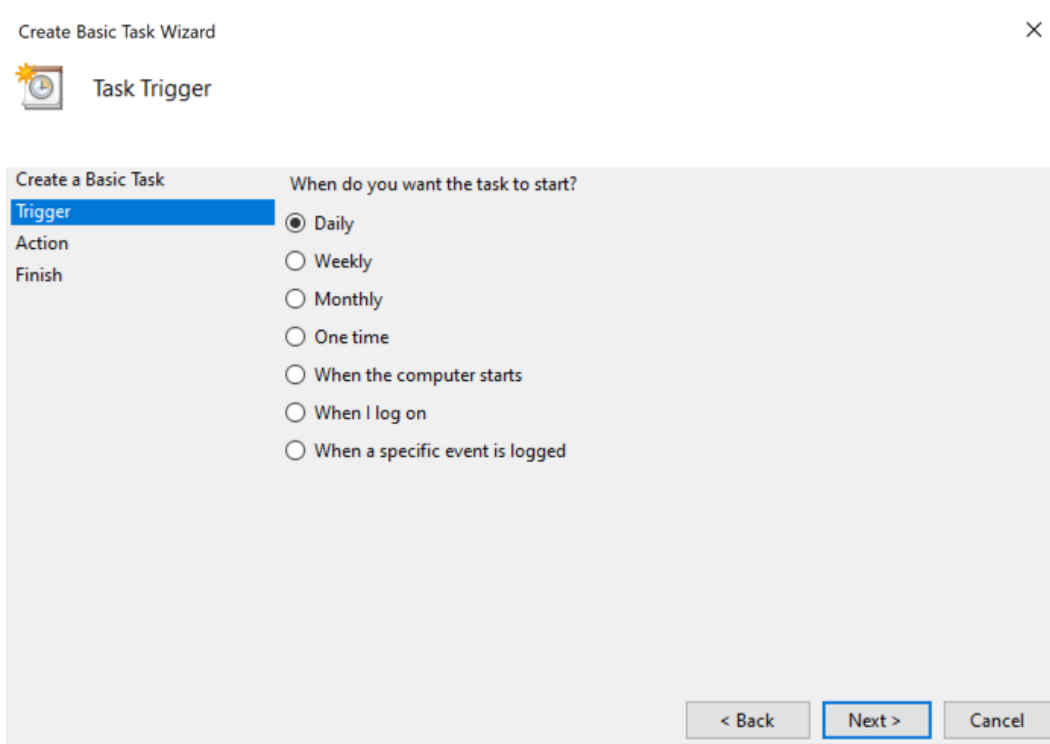 Create Basic Task Wizard
Task Trigger
Create a Basic Task
Trigger
Action
Finish
When do you want the task to start?
Daily
Weekly
Monthly
One time
When the computer starts
When I log on
When a specific event is logged
< Back
Next >
Cancel